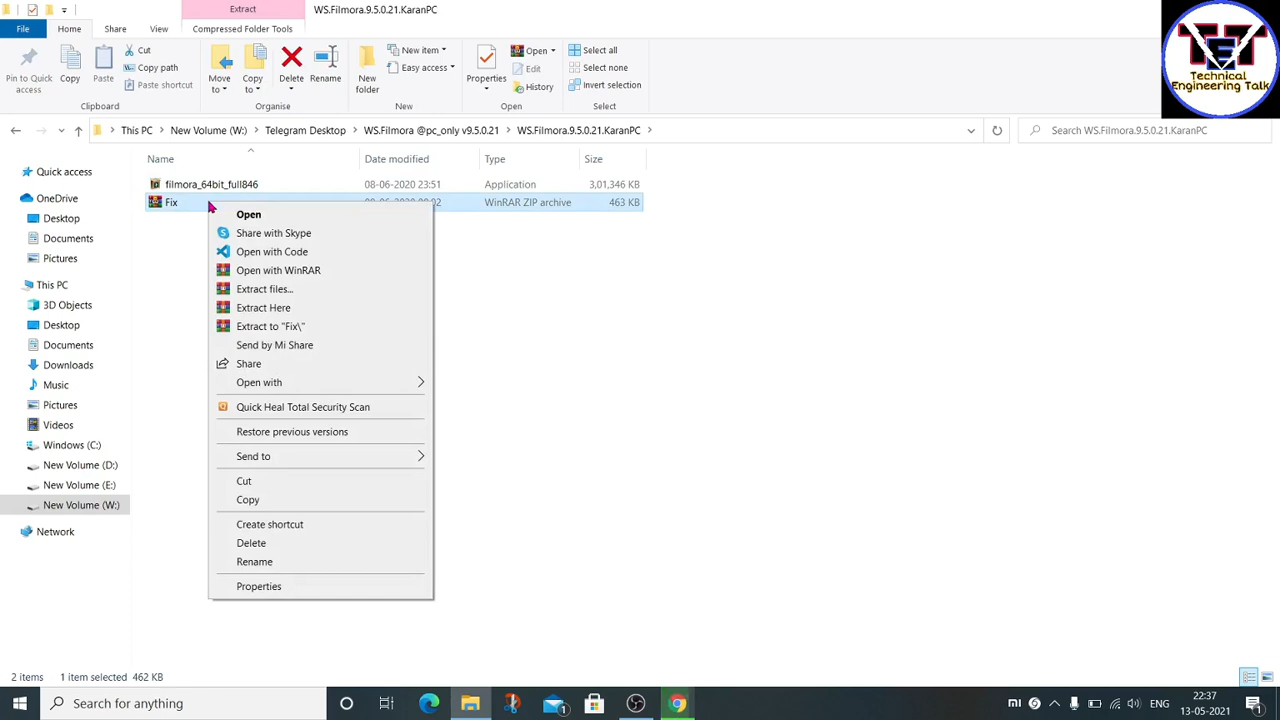 Extract
WS.Filmora.9.5.0.21.KaranPC
File
Home
Share
View
Compressed Folder Tools
Pin to Quick access
Copy
Paste
Cut
Copy path
Paste shortcut
Clipboard
Move to
Copy to
Delete
Rename
Organise
New folder
New item
Easy access
New
Properties
Open
Edit
History
Open
Select all
Select none
Invert selection
Select
TET
Technical
Engineering Talk
This PC > New Volume (W:) > Telegram Desktop > WS.Filmora @pc_only v9.5.0.21 > WS.Filmora.9.5.0.21.KaranPC >
Search WS.Filmora.9.5.0.21.KaranPC
Name Date modified Type Size
filmora_64bit_full846 08-06-2020 23:51 Application 3,01,346 KB
Fix WinRAR ZIP archive 463 KB
Quick access
OneDrive
Desktop
Documents
Pictures
This PC
3D Objects
Desktop
Documents
Downloads
Music
Pictures
Videos
Windows (C:)
New Volume (D:)
New Volume (E:)
New Volume (W:)
Network
Open
Share with Skype
Open with Code
Open with WinRAR
Extract files...
Extract Here
Extract to "Fix\"
Send by Mi Share
Share
Open with
Quick Heal Total Security Scan
Restore previous versions
Send to
Cut
Copy
Create shortcut
Delete
Rename
Properties
2 items 1 item selected 462 KB
Search for anything
ENG
22:37
13-05-2021